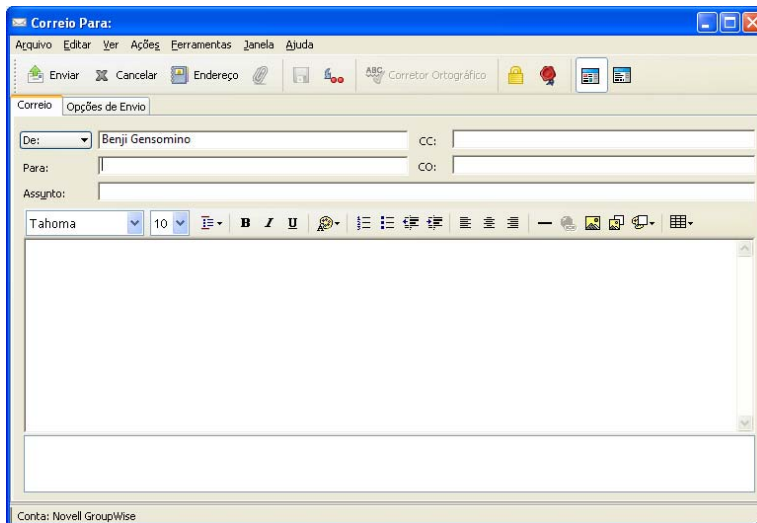 Correio Para:
Arquivo Editar Ver Ações Ferramentas Janela Ajuda
Enviar Cancelar Endereço ABC Corretor Ortográfico
Correio Opções de Envio
De: Benji Gensomino CC:
Para: CO:
Assunto:
Tahoma 10 B I U
Conta: Novell GroupWise